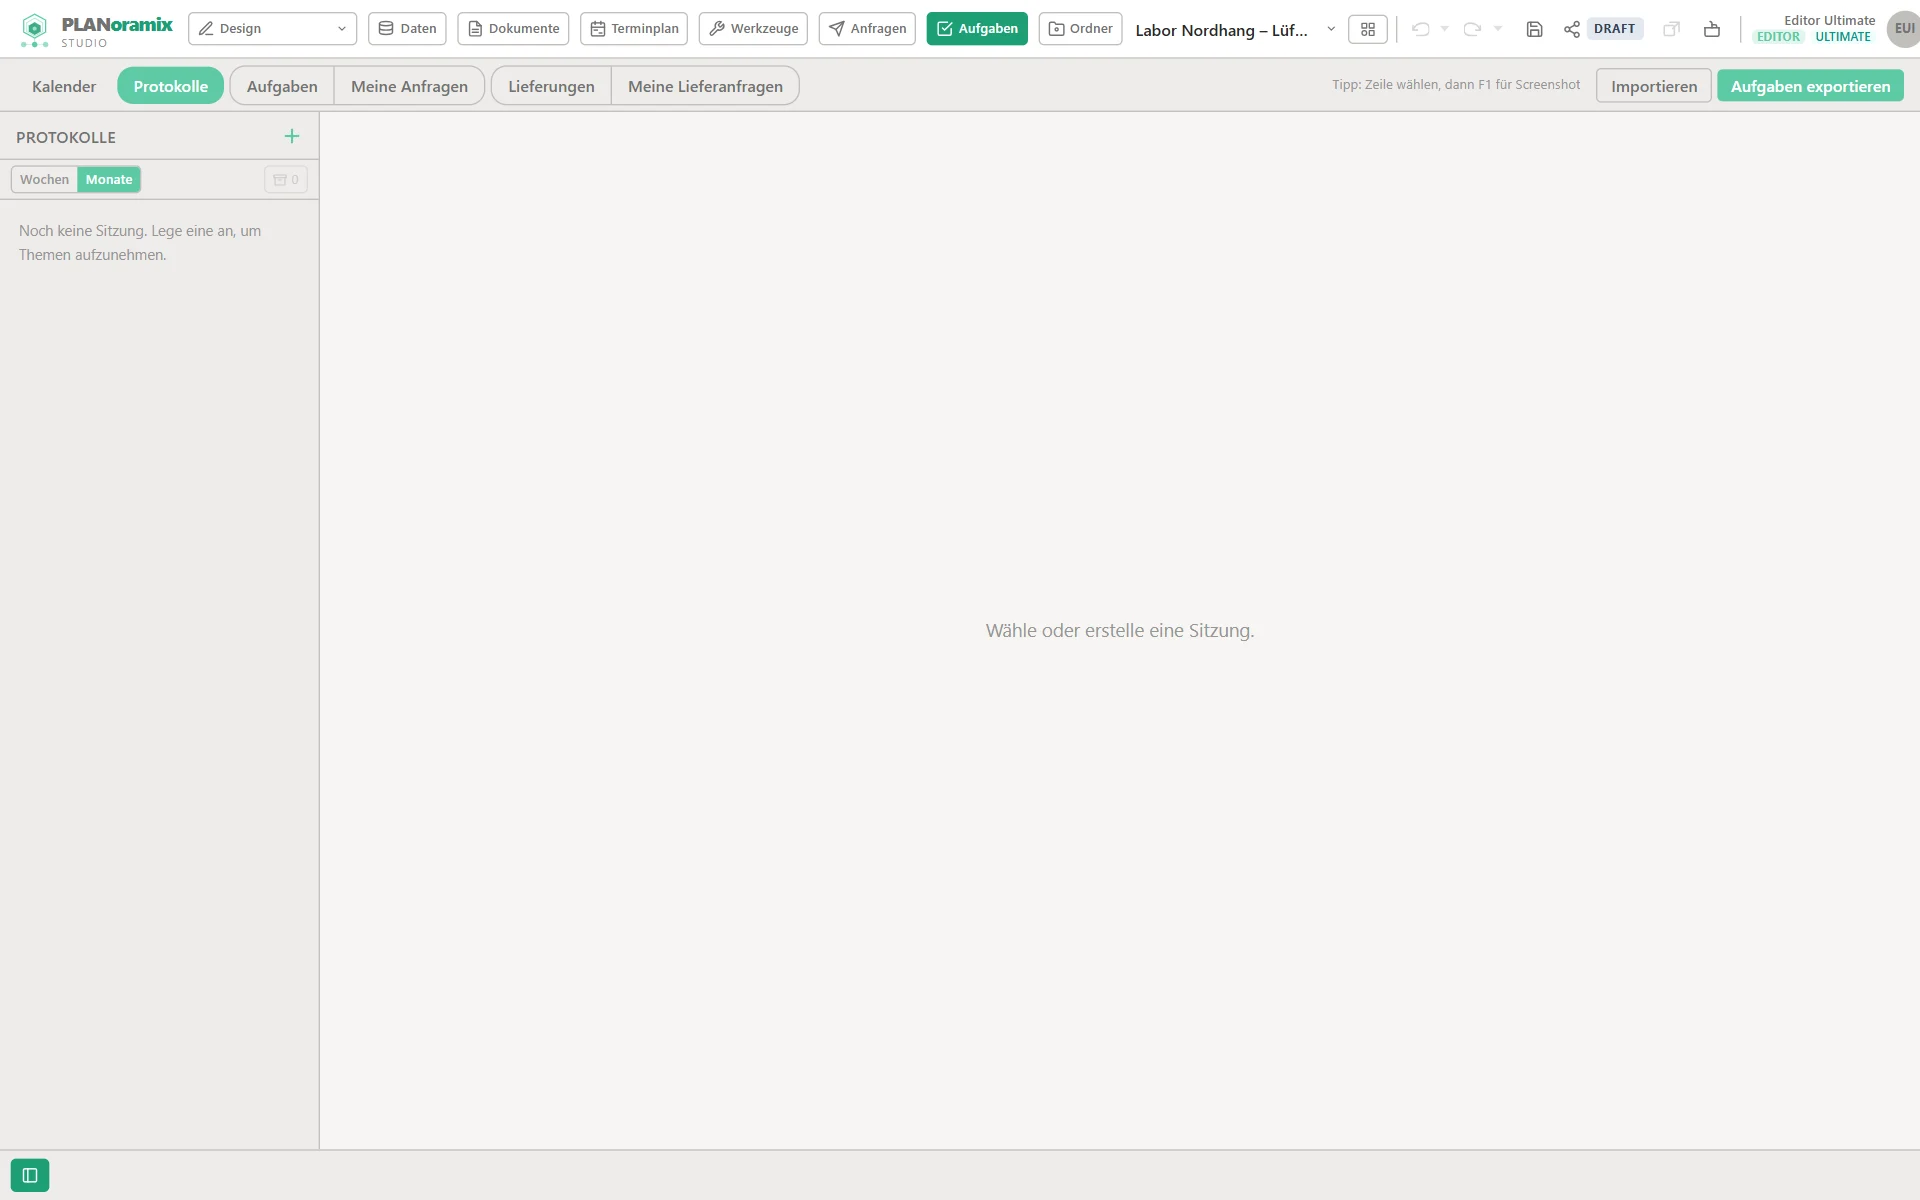 PLANoramix
STUDIO
Design
Daten
Dokumente
Terminplan
Werkzeuge
Anfragen
Aufgaben
Ordner
Labor Nordhang – Lüf...
DRAFT
Editor Ultimate
EDITOR ULTIMATE
EUI
Kalender
Protokolle
Aufgaben
Meine Anfragen
Lieferungen
Meine Lieferanfragen
Tipp: Zeile wählen, dann F1 für Screenshot
Importieren
Aufgaben exportieren
PROTOKOLLE
Wochen
Monate
0
Noch keine Sitzung. Lege eine an, um
Themen aufzunehmen.
Wähle oder erstelle eine Sitzung.